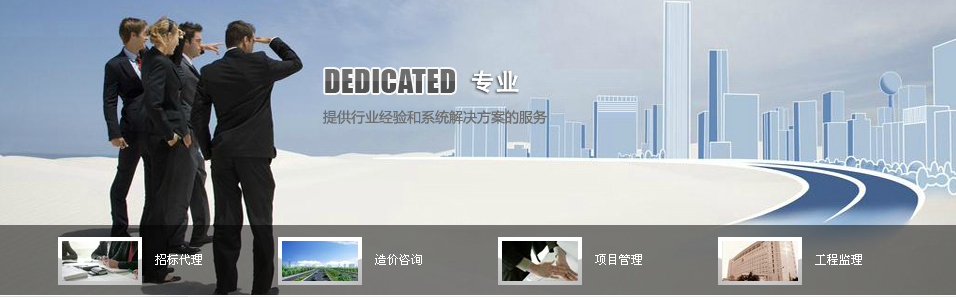 DEDICATED 专业
提供行业经验和系统解决方案的服务
招标代理 造价咨询 项目管理 工程监理